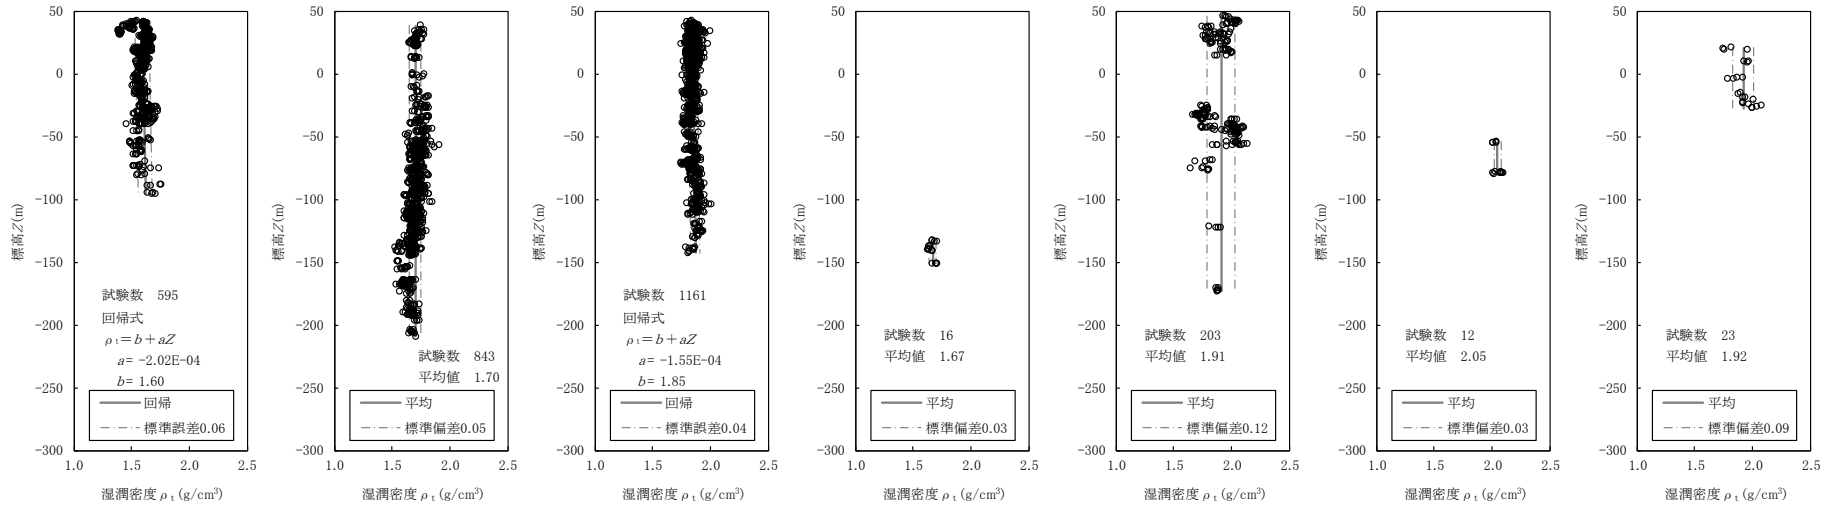 50
0
-50
-100
-150
-200
-250
-300
標高Z(m)
試験数 595
回帰式
ρt=b+aZ
a= -2.02E-04
b= 1.60
回帰
標準誤差0.06
1.0 1.5 2.0 2.5
湿潤密度 ρt (g/cm³)
50
0
-50
-100
-150
-200
-250
-300
標高Z(m)
試験数 843
平均値 1.70
平均
標準偏差0.05
1.0 1.5 2.0 2.5
湿潤密度 ρt (g/cm³)
50
0
-50
-100
-150
-200
-250
-300
標高Z(m)
試験数 1161
回帰式
ρt=b+aZ
a= -1.55E-04
b= 1.85
回帰
標準誤差0.04
1.0 1.5 2.0 2.5
湿潤密度 ρt (g/cm³)
50
0
-50
-100
-150
-200
-250
-300
標高Z(m)
試験数 16
平均値 1.67
平均
標準偏差0.03
1.0 1.5 2.0 2.5
湿潤密度 ρt (g/cm³)
50
0
-50
-100
-150
-200
-250
-300
標高Z(m)
試験数 203
平均値 1.91
平均
標準偏差0.12
1.0 1.5 2.0 2.5
湿潤密度 ρt (g/cm³)
50
0
-50
-100
-150
-200
-250
-300
標高Z(m)
試験数 12
平均値 2.05
平均
標準偏差0.03
1.0 1.5 2.0 2.5
湿潤密度 ρt (g/cm³)
50
0
-50
-100
-150
-200
-250
-300
標高Z(m)
試験数 23
平均値 1.92
平均
標準偏差0.09
1.0 1.5 2.0 2.5
湿潤密度 ρt (g/cm³)